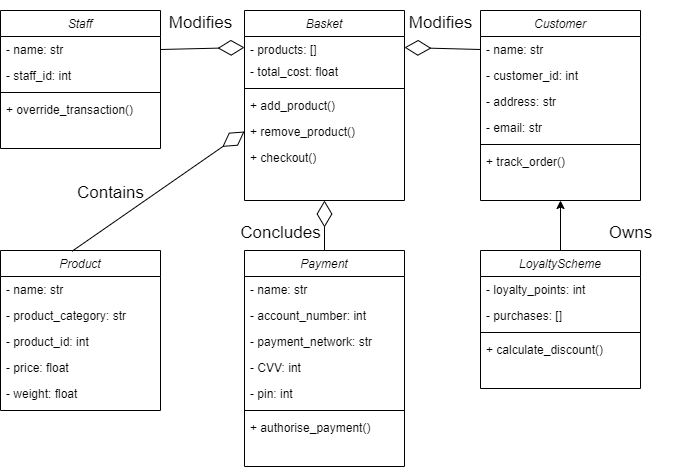 Staff
- name: str
- staff_id: int
+ override_transaction()
Modifies
Basket
- products: []
- total_cost: float
+ add_product()
+ remove_product()
+ checkout()
Modifies
Customer
- name: str
- customer_id: int
- address: str
- email: str
+ track_order()
Contains
Concludes
Owns
Product
- name: str
- product_category: str
- product_id: int
- price: float
- weight: float
Payment
- name: str
- account_number: int
- payment_network: str
- CVV: int
- pin: int
+ authorise_payment()
LoyaltyScheme
- loyalty_points: int
- purchases: []
+ calculate_discount()